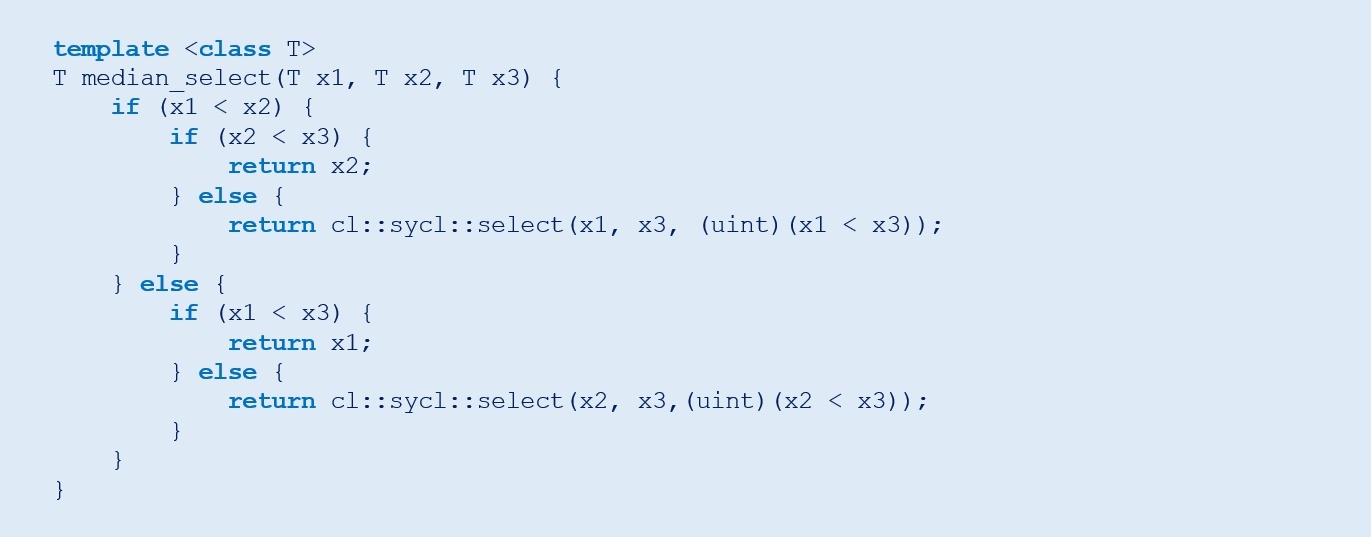 template <class T>
T median_select(T x1, T x2, T x3) {
    if (x1 < x2) {
        if (x2 < x3) {
            return x2;
        } else {
            return cl::sycl::select(x1, x3, (uint)(x1 < x3));
        }
    } else {
        if (x1 < x3) {
            return x1;
        } else {
            return cl::sycl::select(x2, x3,(uint)(x2 < x3));
        }
    }
}